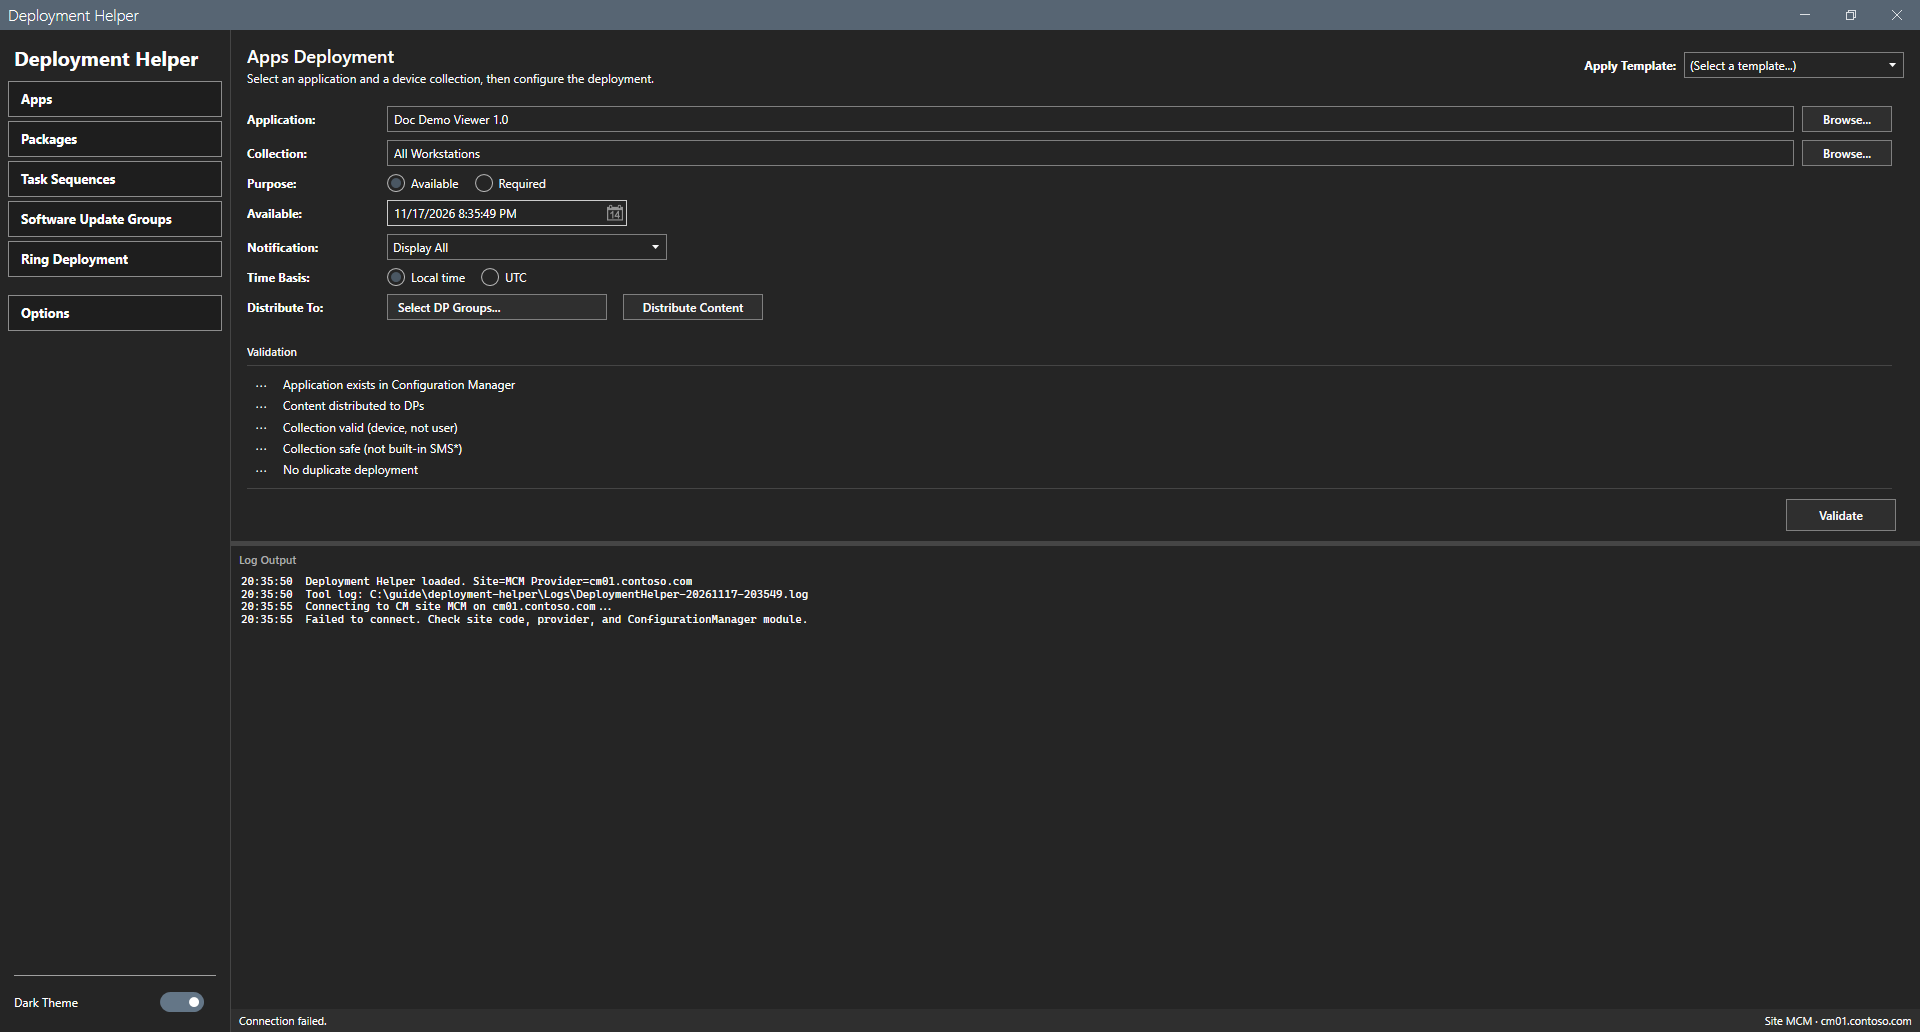 Deployment Helper
Deployment Helper
Apps
Packages
Task Sequences
Software Update Groups
Ring Deployment
Options
Dark Theme
Apps Deployment
Select an application and a device collection, then configure the deployment.
Apply Template: (Select a template...)
Application: Doc Demo Viewer 1.0 Browse...
Collection: All Workstations Browse...
Purpose: Available Required
Available: 11/17/2026 8:35:49 PM 14
Notification: Display All
Time Basis: Local time UTC
Distribute To: Select DP Groups... Distribute Content
Validation
... Application exists in Configuration Manager
... Content distributed to DPs
... Collection valid (device, not user)
... Collection safe (not built-in SMS*)
... No duplicate deployment
Validate
Log Output
20:35:50 Deployment Helper loaded. Site=MCM Provider=cm01.contoso.com
20:35:50 Tool log: C:\guide\deployment-helper\Logs\DeploymentHelper-20261117-203549.log
20:35:55 Connecting to CM site MCM on cm01.contoso.com...
20:35:55 Failed to connect. Check site code, provider, and ConfigurationManager module.
Connection failed.
Site MCM · cm01.contoso.com